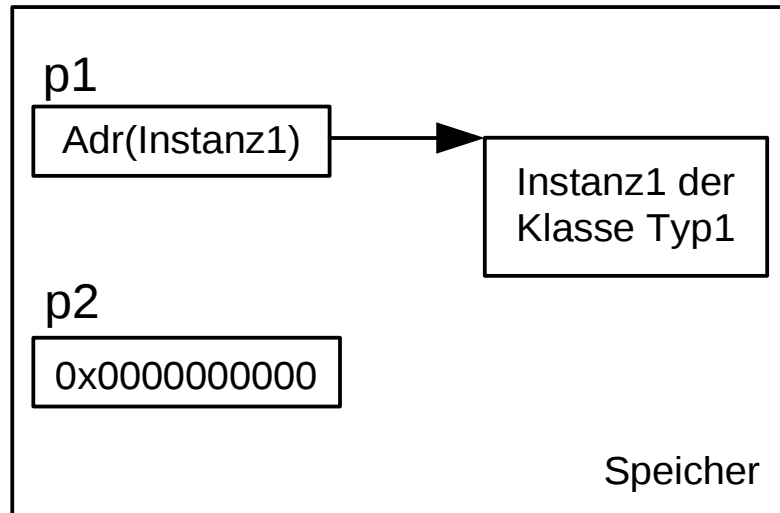 p1
Adr(Instanz1)
Instanz1 der
Klasse Typ1
p2
0x0000000000
Speicher